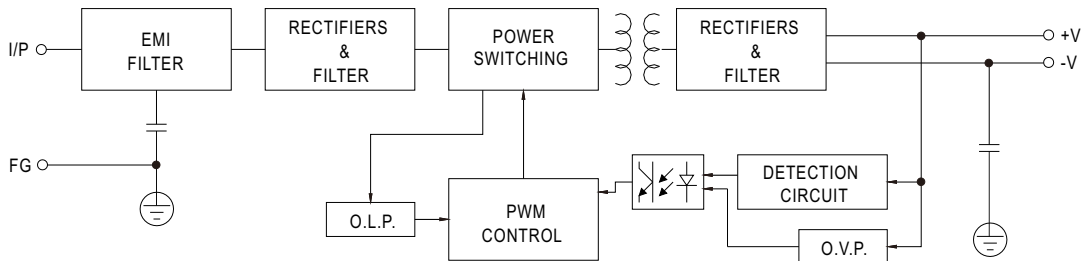 I/P
EMI
FILTER
RECTIFIERS
&
FILTER
POWER
SWITCHING
RECTIFIERS
&
FILTER
+V
-V
FG
O.L.P.
PWM
CONTROL
DETECTION
CIRCUIT
O.V.P.